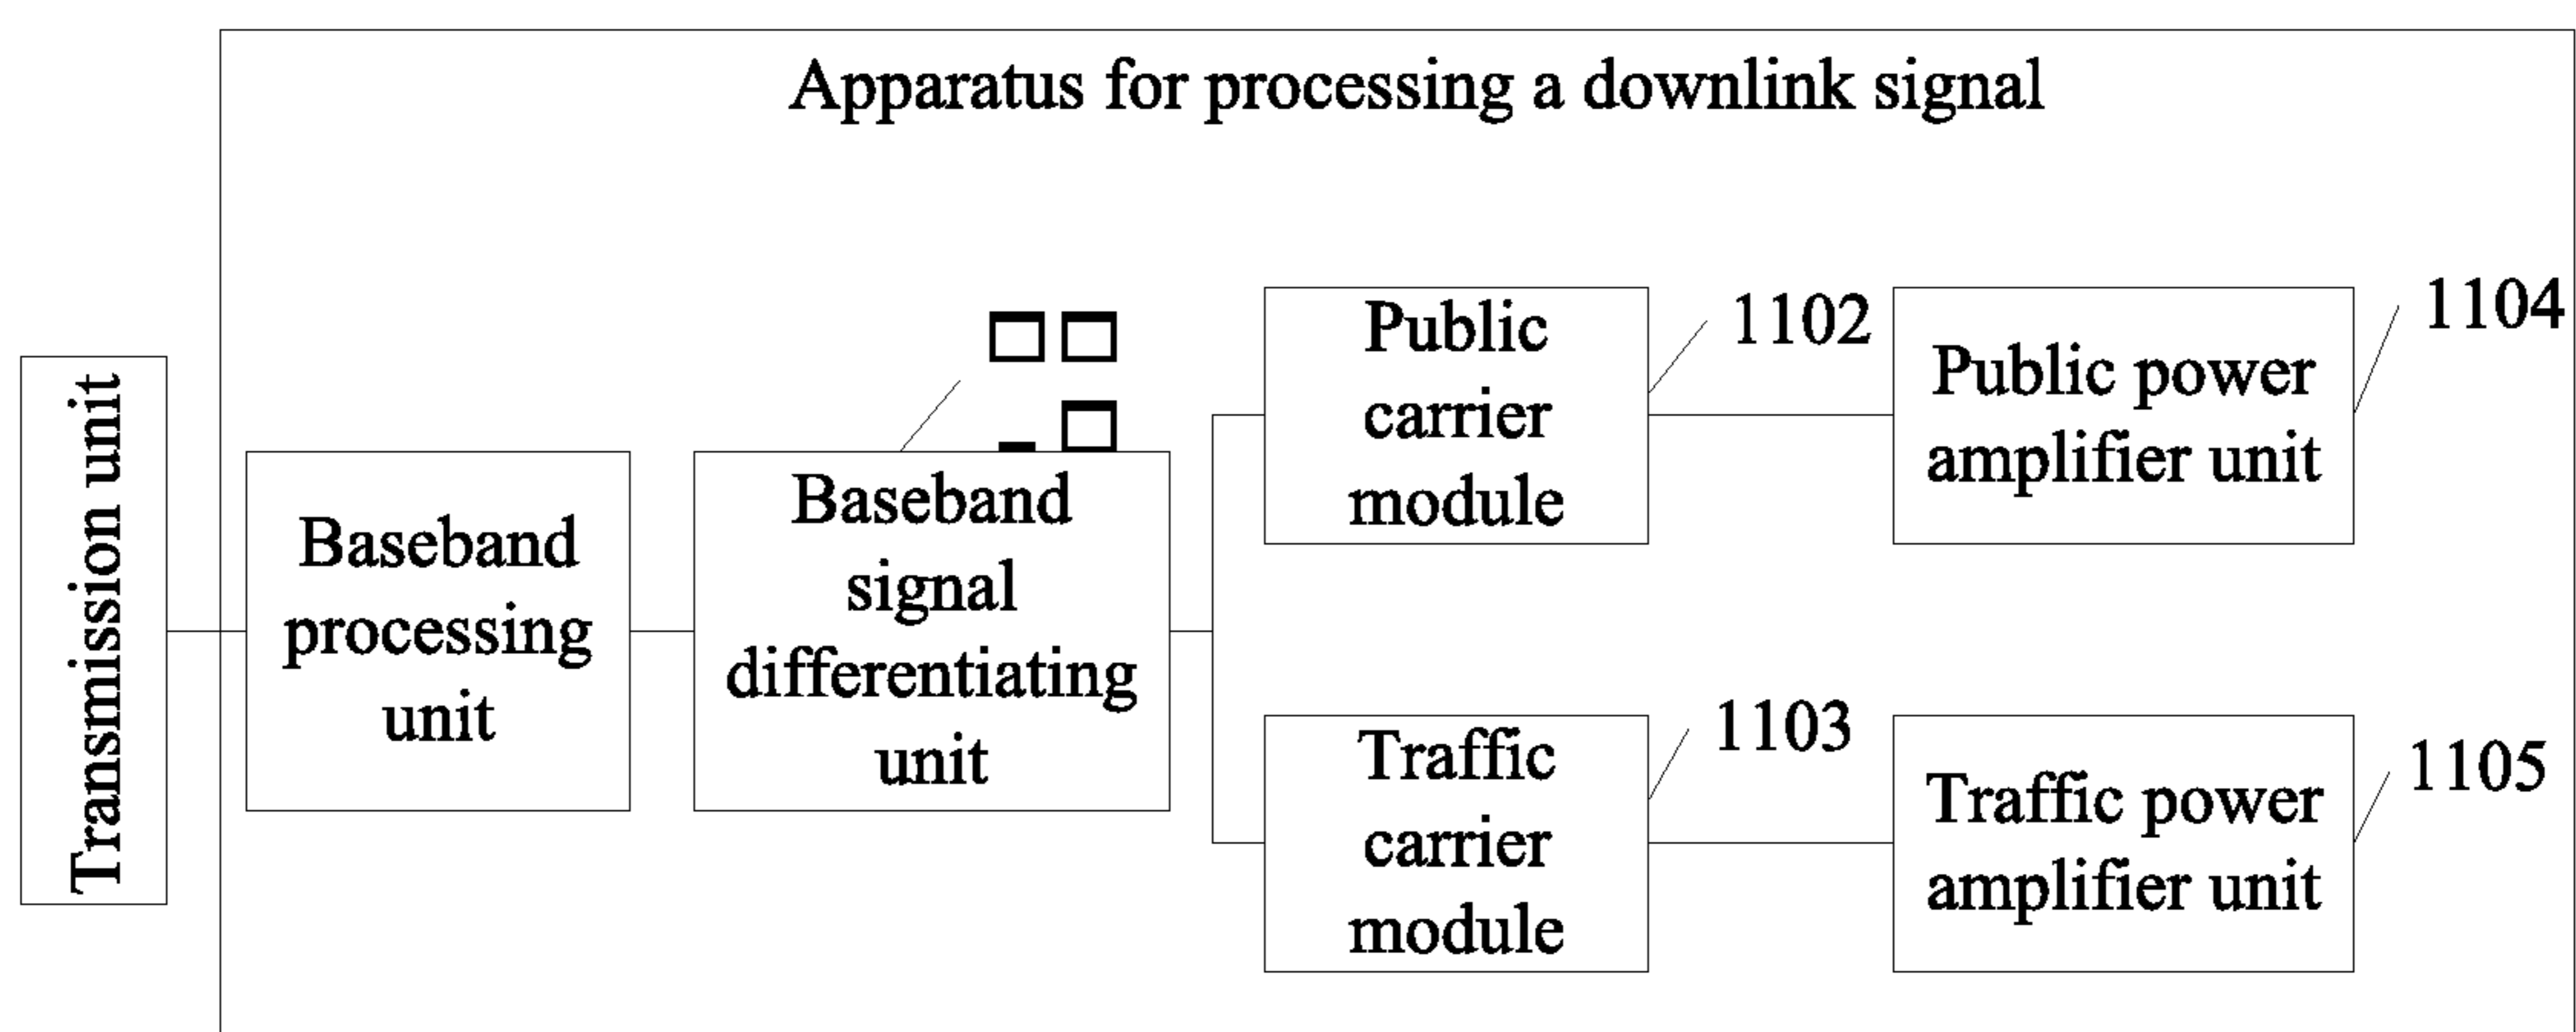 Apparatus for processing a downlink signal
Transmission unit
Baseband
processing
unit
Baseband
signal
differentiating
unit
Public
carrier
module
1102
Public power
amplifier unit
1104
Traffic
carrier
module
1103
Traffic power
amplifier unit
1105